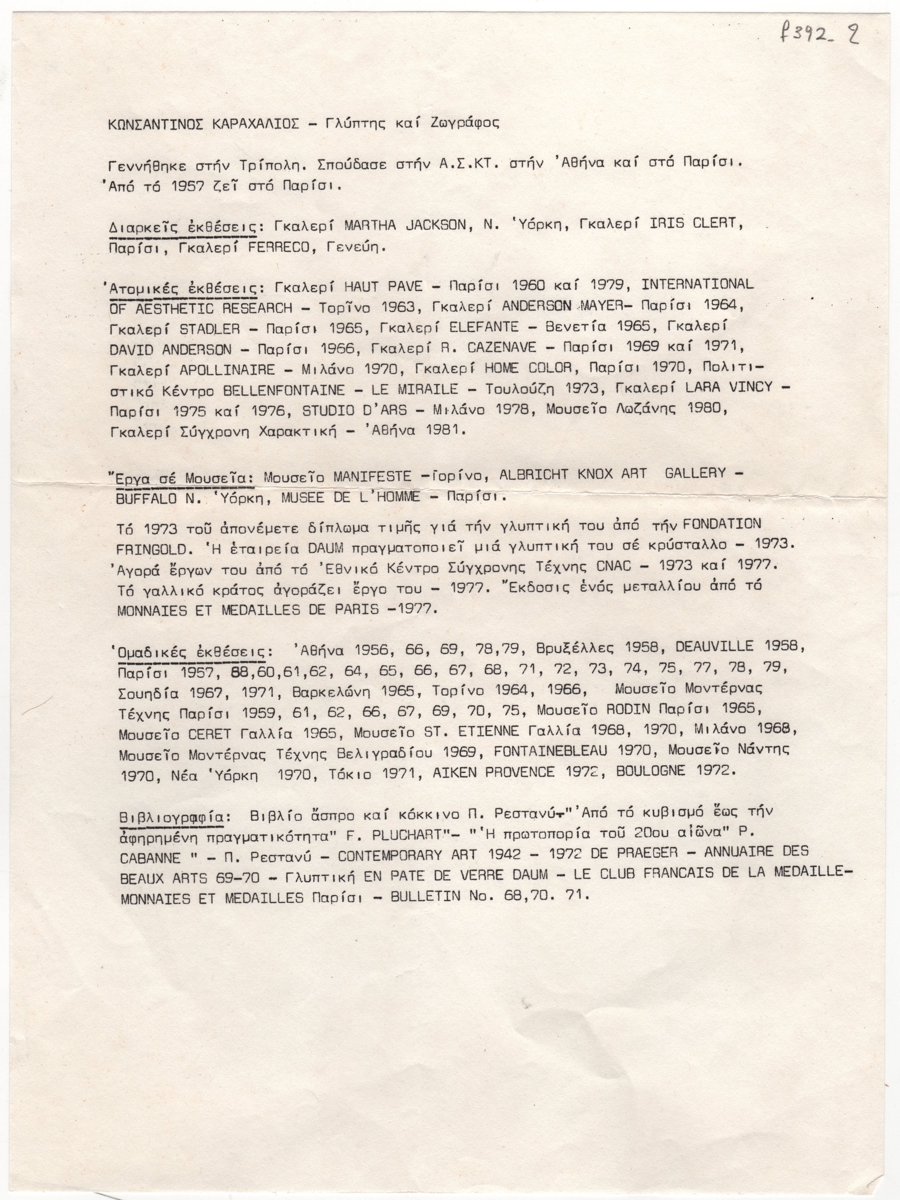 f392-2
ΚΩΝΣΑΝΤΙΝΟΣ ΚΑΡΑΧΑΛΙΟΣ – Γλύπτης καί Ζωγράφος
Γεννήθηκε στήν Τρίπολη. Σπούδασε στήν Α.Σ.ΚΤ. στήν 'Αθήνα καί στό Παρίσι.
'Από τό 1957 ζεῖ στό Παρίσι.
Διαρκεῖς ἐκθέσεις: Γκαλερί MARTHA JACKSON, Ν. 'Υόρκη, Γκαλερί IRIS CLERT,
Παρίσι, Γκαλερί FERRECO, Γενεύη.
'Ατομικές ἐκθέσεις: Γκαλερί HAUT PAVE – Παρίσι 1960 καί 1979, INTERNATIONAL
OF AESTHETIC RESEARCH – Τορῖνο 1963, Γκαλερί ANDERSON MAYER– Παρίσι 1964,
Γκαλερί STADLER – Παρίσι 1965, Γκαλερί ELEFANTE – Βενετία 1965, Γκαλερί
DAVID ANDERSON – Παρίσι 1966, Γκαλερί R. CAZENAVE – Παρίσι 1969 καί 1971,
Γκαλερί APOLLINAIRE – Μιλάνο 1970, Γκαλερί HOME COLOR, Παρίσι 1970, Πολιτι–
στικό Κέντρο BELLENFONTAINE – LE MIRAILE – Τουλούζη 1973, Γκαλερί LARA VINCY –
Παρίσι 1975 καί 1976, STUDIO D'ARS – Μιλάνο 1978, Μουσεῖο Λωζάνης 1980,
Γκαλερί Σύγχρονη Χαρακτική – 'Αθήνα 1981.
"Εργα σέ Μουσεῖα: Μουσεῖο MANIFESTE –Τορίνο, ALBRICHT KNOX ART GALLERY –
BUFFALO N. 'Υόρκη, MUSEE DE L'HOMME – Παρίσι.
Τό 1973 τοῦ ἀπονέμετε δίπλωμα τιμῆς γιά τήν γλυπτική του ἀπό τήν FONDATION
FRINGOLD. 'Η ἑταιρεία DAUM πραγματοποιεῖ μιά γλυπτική του σέ κρύσταλλο – 1973.
'Αγορά ἔργων του ἀπό τό 'Εθνικό Κέντρο Σύγχρονης Τέχνης CNAC – 1973 καί 1977.
Τό γαλλικό κράτος ἀγοράζει ἔργο του – 1977. "Εκδοσις ἑνός μεταλλίου ἀπό τό
MONNAIES ET MEDAILLES DE PARIS –1977.
'Ομαδικές ἐκθέσεις: 'Αθήνα 1956, 66, 69, 78,79, Βρυξέλλες 1958, DEAUVILLE 1958,
Παρίσι 1957, 88,60,61,62, 64, 65, 66, 67, 68, 71, 72, 73, 74, 75, 77, 78, 79,
Σουηδία 1967, 1971, Βαρκελώνη 1965, Τορίνο 1964, 1966, Μουσεῖο Μοντέρνας
Τέχνης Παρίσι 1959, 61, 62, 66, 67, 69, 70, 75, Μουσεῖο RODIN Παρίσι 1965,
Μουσεῖο CERET Γαλλία 1965, Μουσεῖο ST. ETIENNE Γαλλία 1968, 1970, Μιλάνο 1968,
Μουσεῖο Μοντέρνας Τέχνης Βελιγραδίου 1969, FONTAINEBLEAU 1970, Μουσεῖο Νάντης
1970, Νέα 'Υόρκη 1970, Τόκιο 1971, AIKEN PROVENCE 1972, BOULOGNE 1972.
Βιβλιογραφία: Βιβλίο ἄσπρο καί κόκκινο Π. Ρεστανύ–"'Από τό κυβισμό ἕως τήν
ἀφηρημένη πραγματικότητα" F. PLUCHART"– "'Η πρωτοπορία τοῦ 20ου αἰῶνα" P.
CABANNE " – Π. Ρεστανύ – CONTEMPORARY ART 1942 – 1972 DE PRAEGER – ANNUAIRE DES
BEAUX ARTS 69–70 – Γλυπτική EN PATE DE VERRE DAUM – LE CLUB FRANCAIS DE LA MEDAILLE–
MONNAIES ET MEDAILLES Παρίσι – BULLETIN No. 68,70. 71.